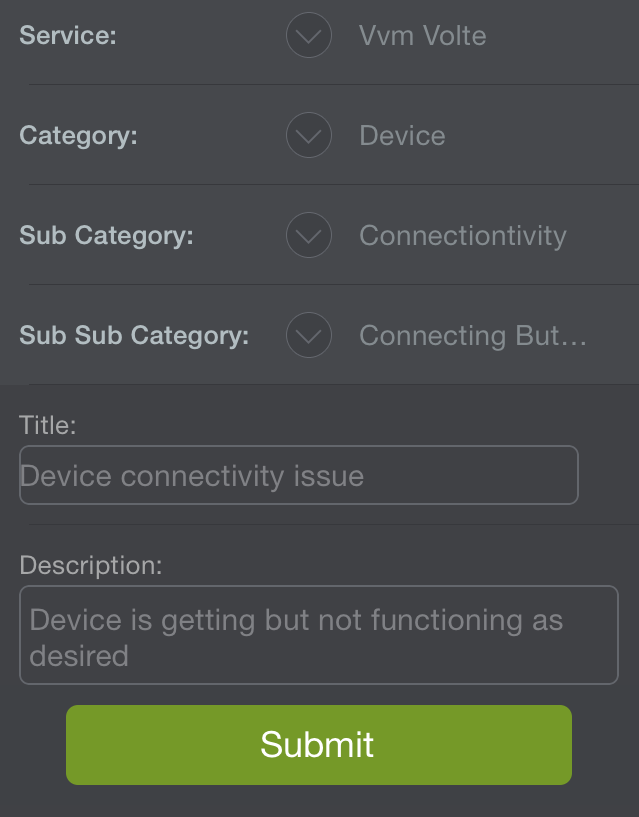 Service: Vvm Volte
Category: Device
Sub Category: Connectiontivity
Sub Sub Category: Connecting But...
Title:
Device connectivity issue
Description:
Device is getting but not functioning as
desired
Submit